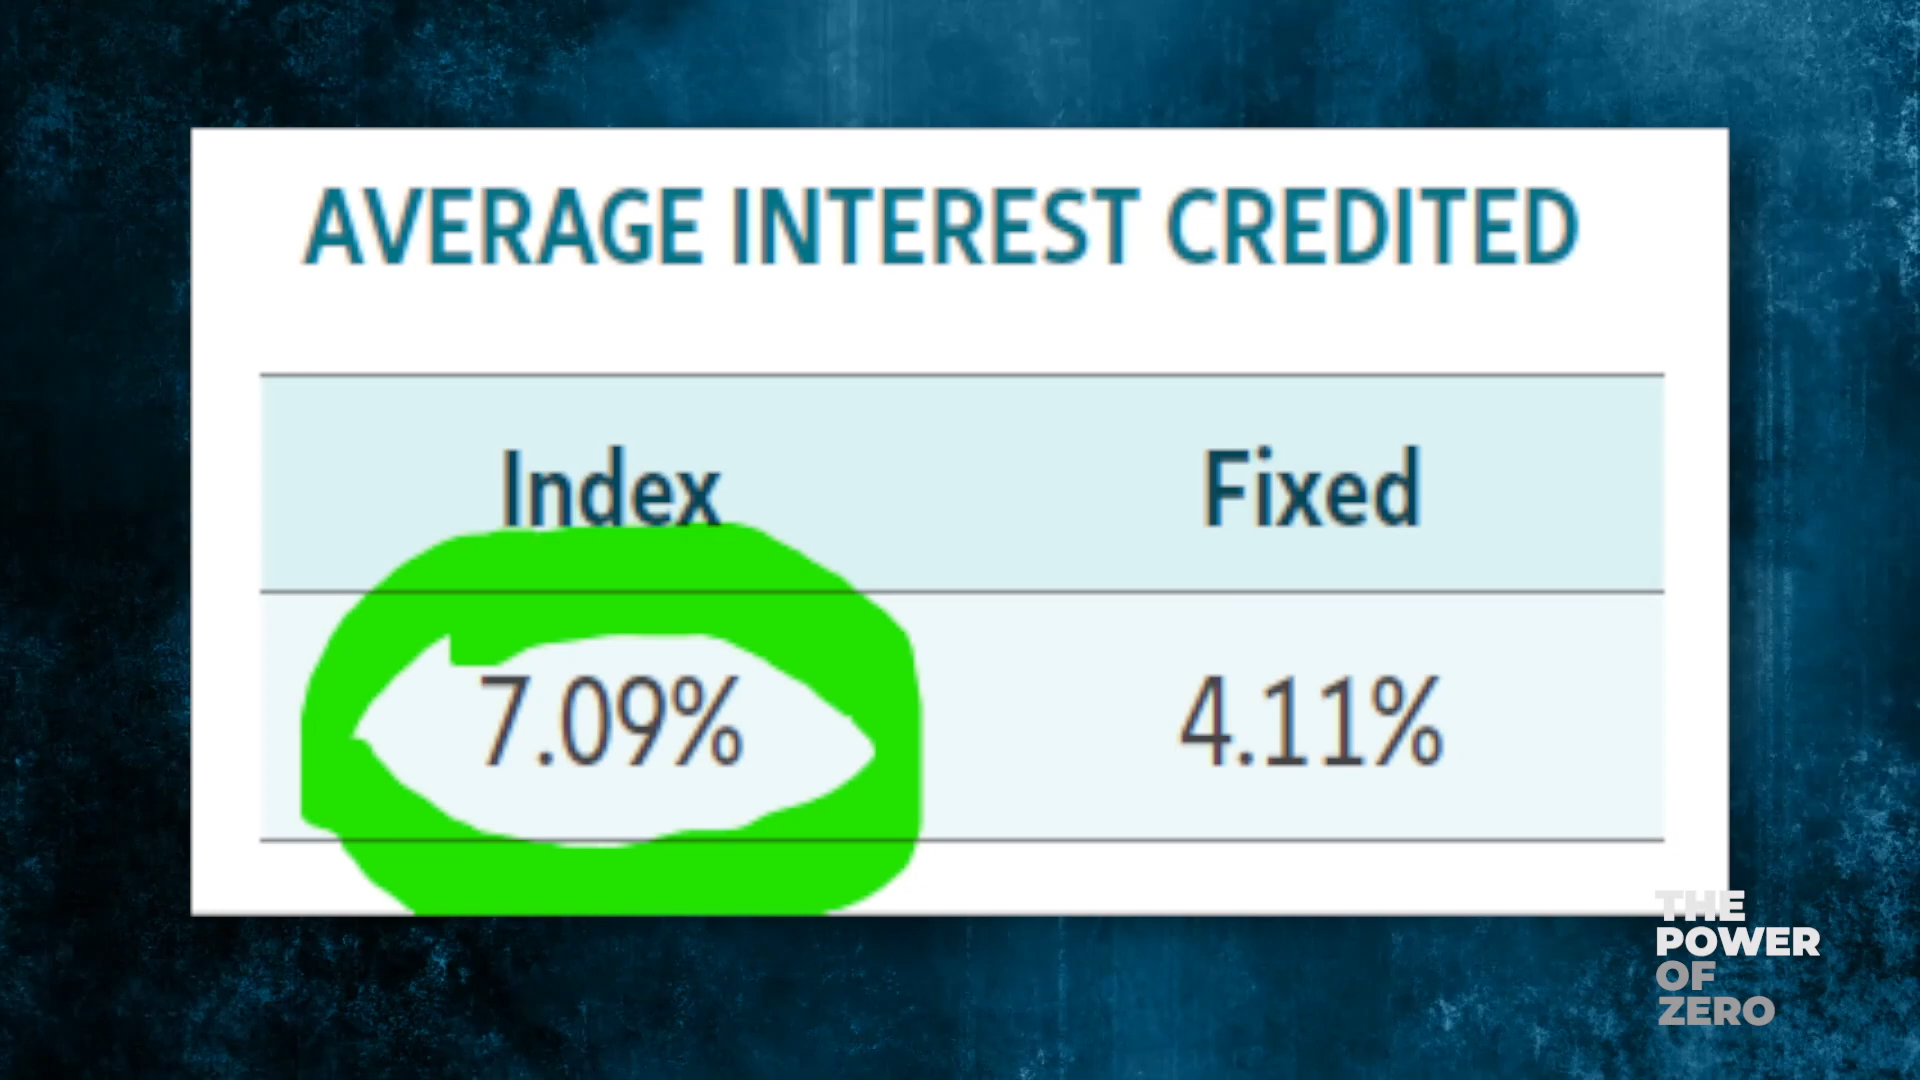 AVERAGE INTEREST CREDITED
Index Fixed
7.09% 4.11%
THE
POWER
OF
ZERO